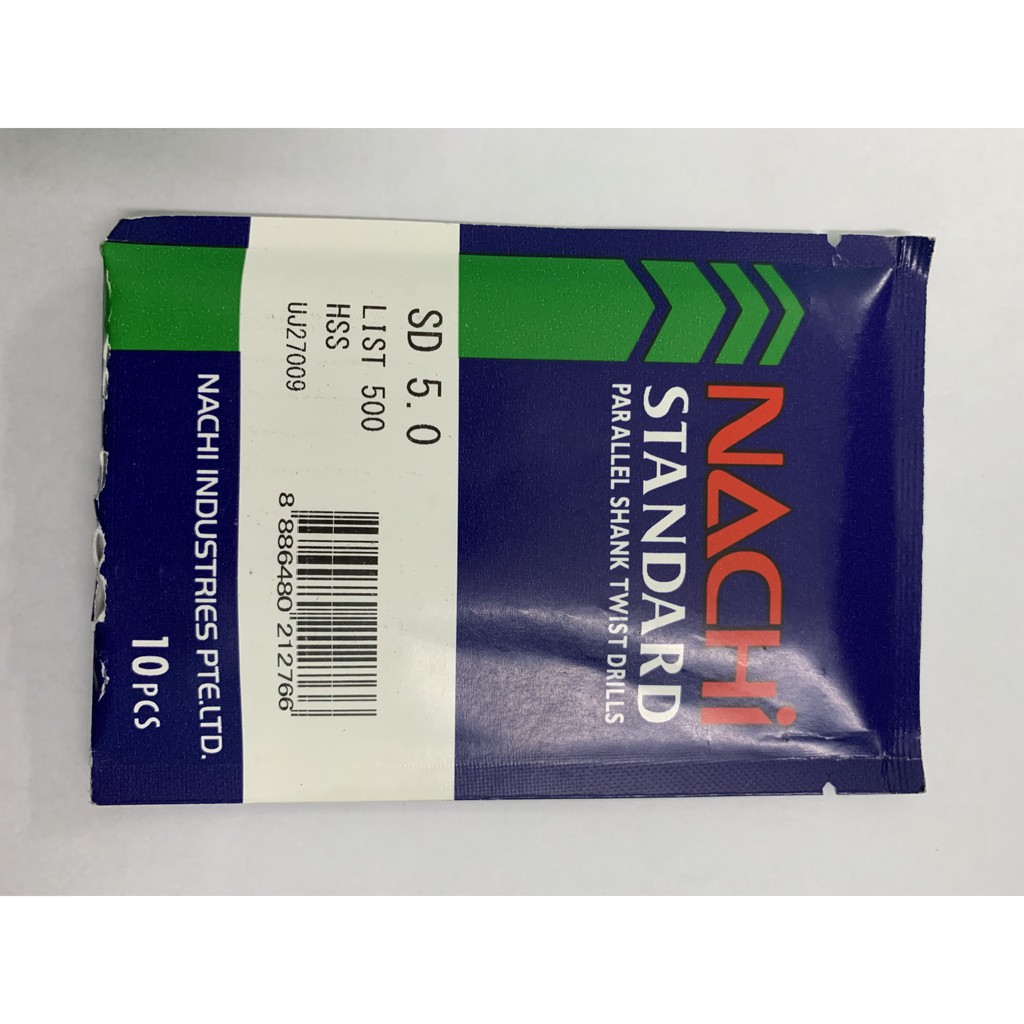 NACHi
STANDARD
PARALLEL SHANK TWIST DRILLS
SD 5.0
LIST 500
HSS
UJ27009
8 886480 212766
NACHI INDUSTRIES PTE.LTD.
10PCS